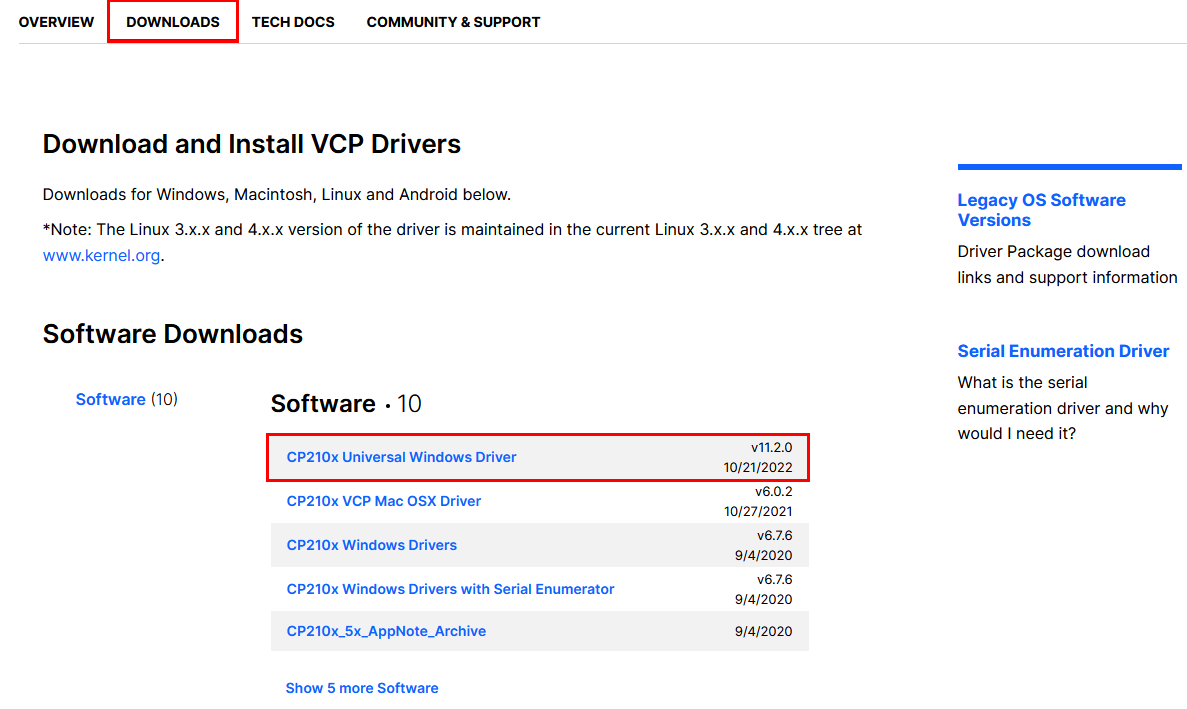 OVERVIEW DOWNLOADS TECH DOCS COMMUNITY & SUPPORT
Download and Install VCP Drivers
Downloads for Windows, Macintosh, Linux and Android below.
*Note: The Linux 3.x.x and 4.x.x version of the driver is maintained in the current Linux 3.x.x and 4.x.x tree at
www.kernel.org.
Software Downloads
Software (10)
Software • 10
CP210x Universal Windows Driver
v11.2.0
10/21/2022
CP210x VCP Mac OSX Driver
v6.0.2
10/27/2021
CP210x Windows Drivers
v6.7.6
9/4/2020
CP210x Windows Drivers with Serial Enumerator
v6.7.6
9/4/2020
CP210x_5x_AppNote_Archive
9/4/2020
Show 5 more Software
Legacy OS Software
Versions
Driver Package download
links and support information
Serial Enumeration Driver
What is the serial
enumeration driver and why
would I need it?